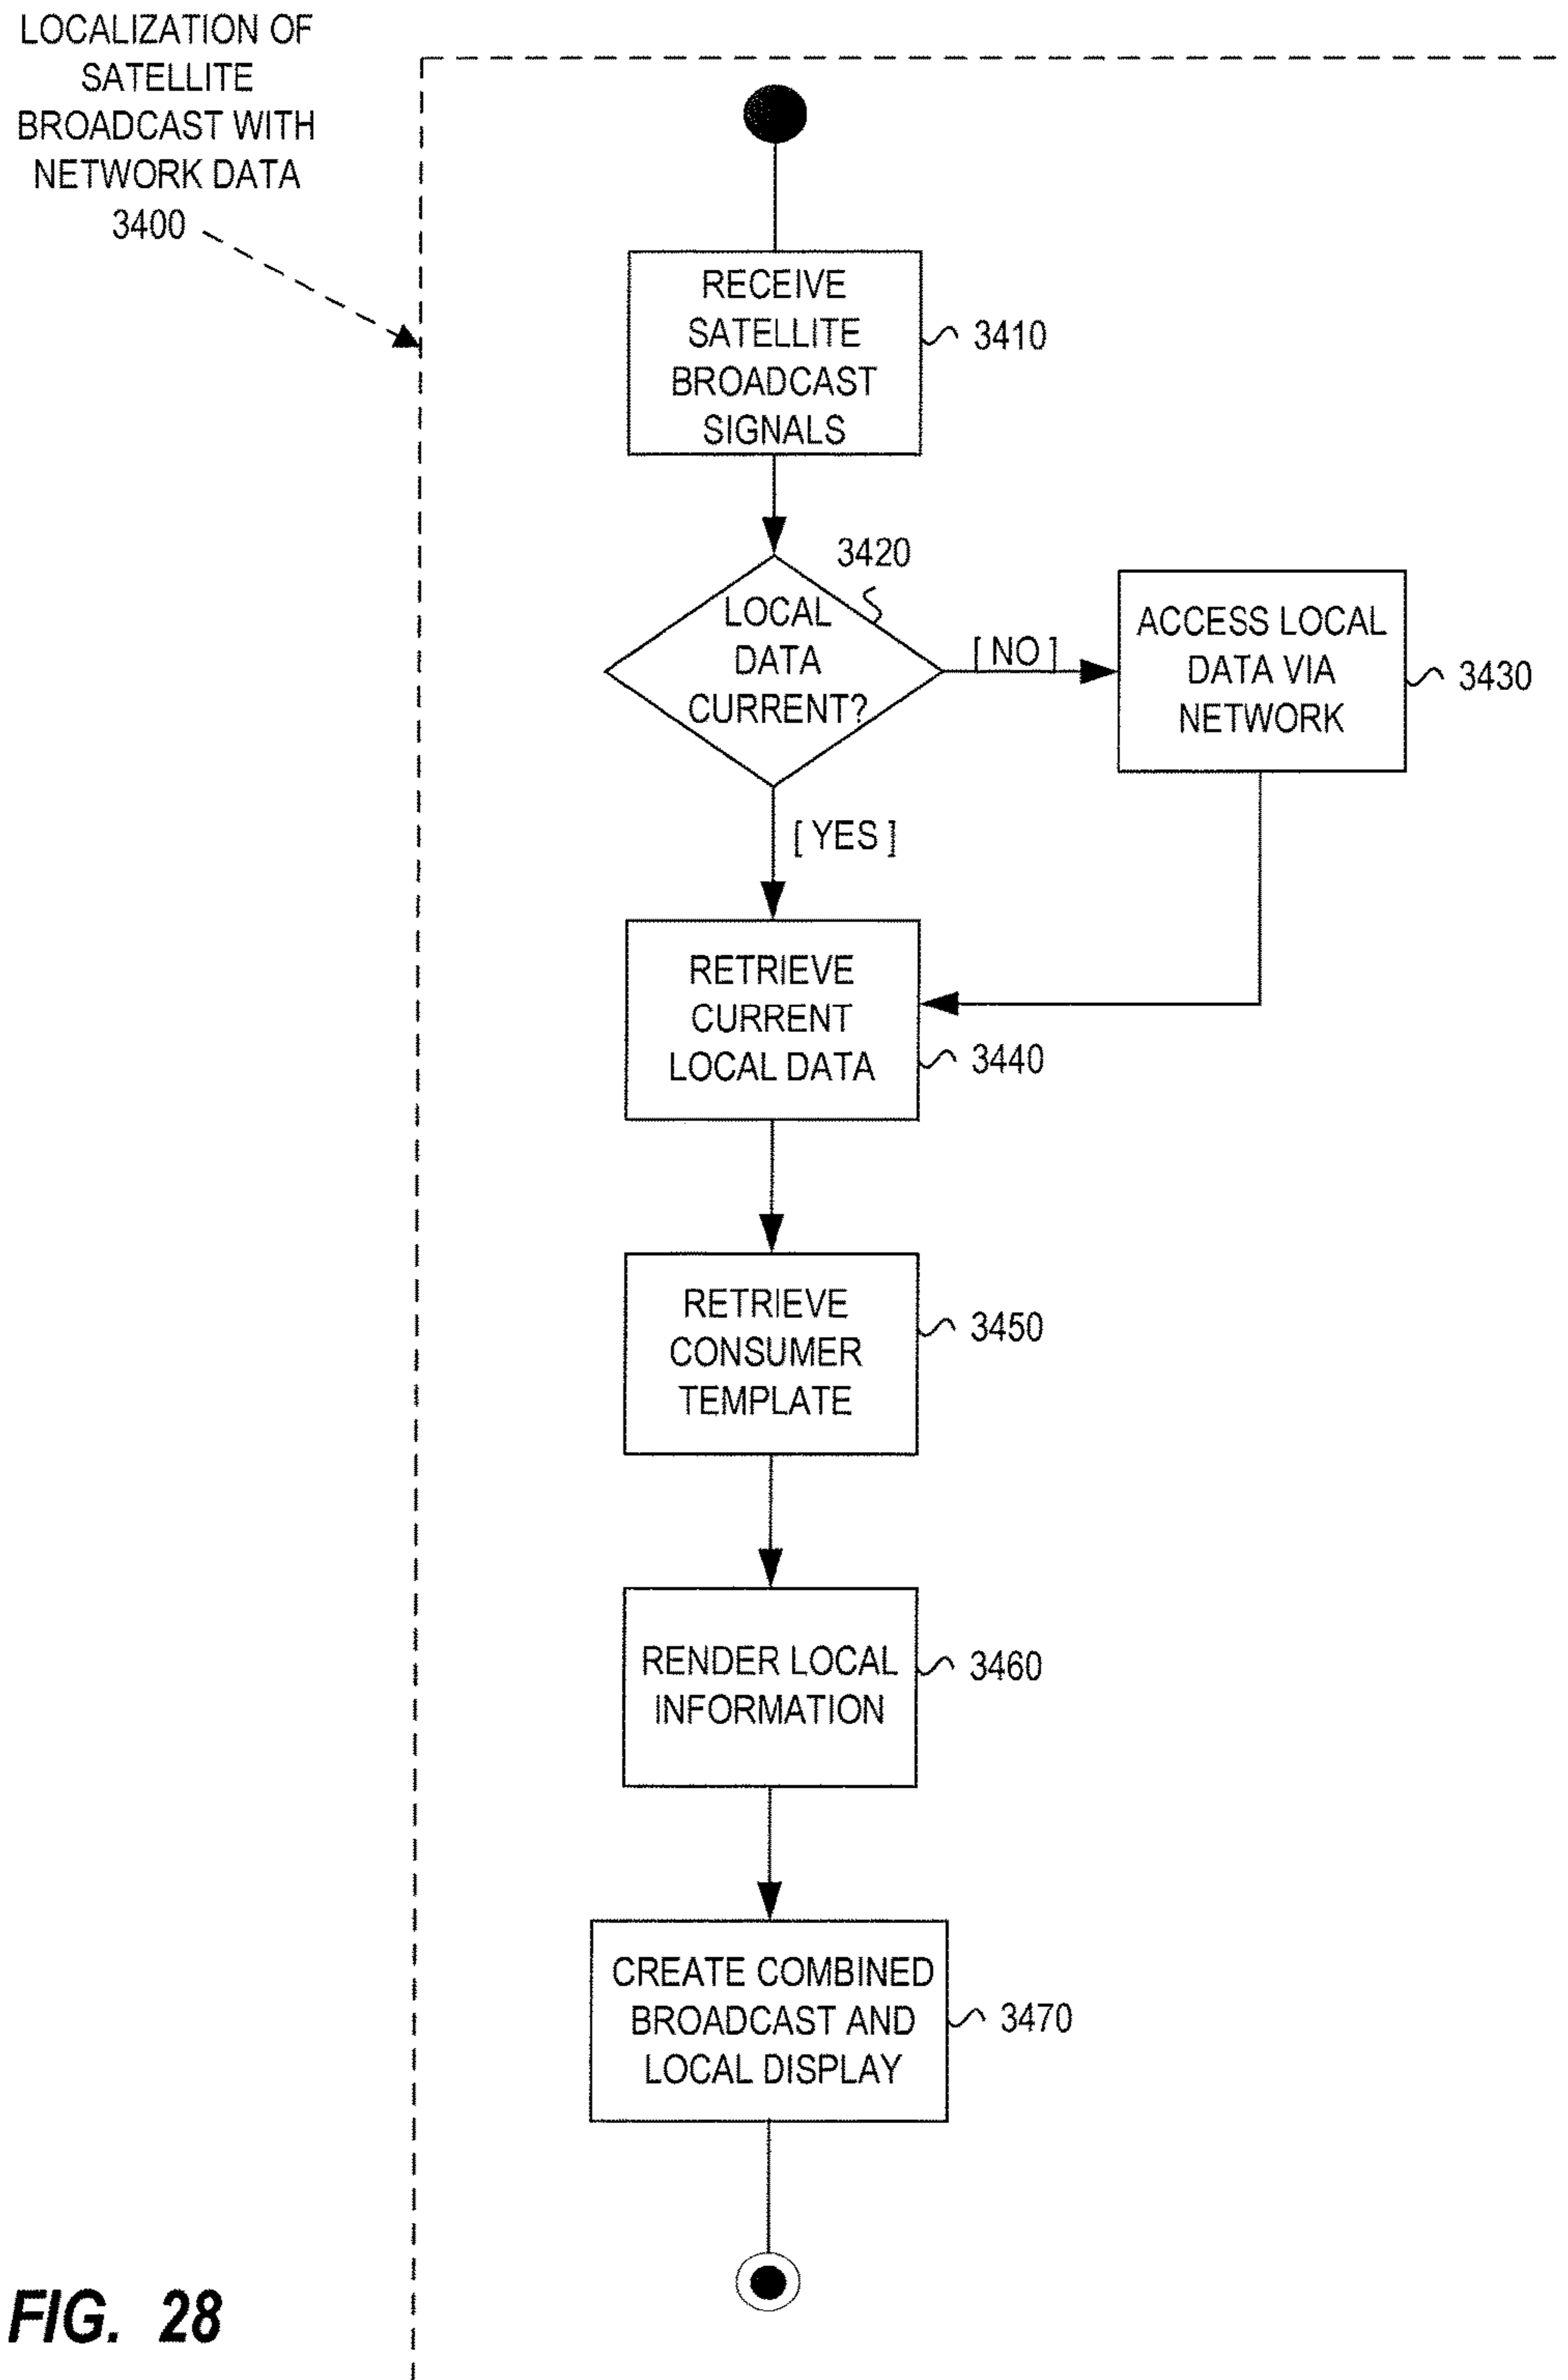 LOCALIZATION OF
SATELLITE
BROADCAST WITH
NETWORK DATA
3400
RECEIVE
SATELLITE
BROADCAST
SIGNALS
3410
3420
LOCAL
DATA
CURRENT?
[ NO ]
ACCESS LOCAL
DATA VIA
NETWORK
3430
[ YES ]
RETRIEVE
CURRENT
LOCAL DATA
3440
RETRIEVE
CONSUMER
TEMPLATE
3450
RENDER LOCAL
INFORMATION
3460
CREATE COMBINED
BROADCAST AND
LOCAL DISPLAY
3470
FIG. 28